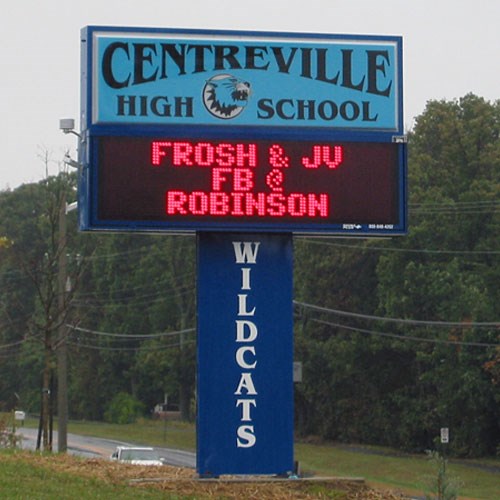 CENTREVILLE
HIGH SCHOOL
FROSH & JV
FB @
ROBINSON
WILDCATS